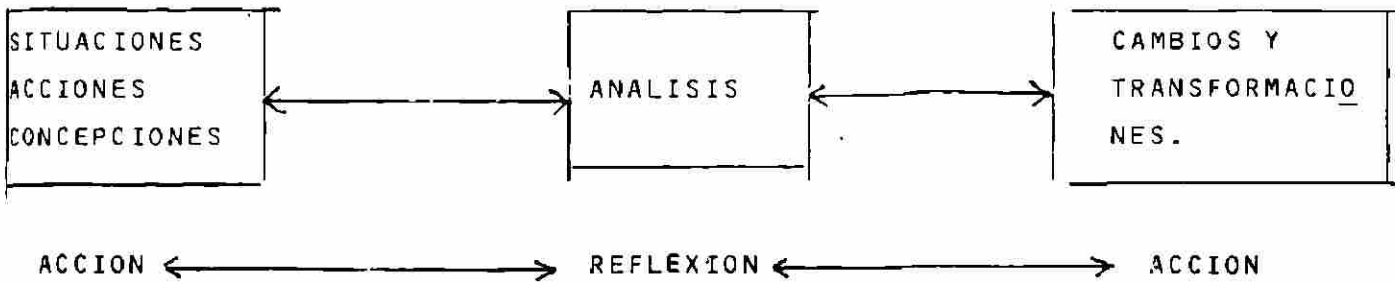 SITUACIONES
ACCIONES
CONCEPCIONES
ANALISIS
CAMBIOS Y
TRANSFORMACIO
NES.
ACCION
REFLEXION
ACCION